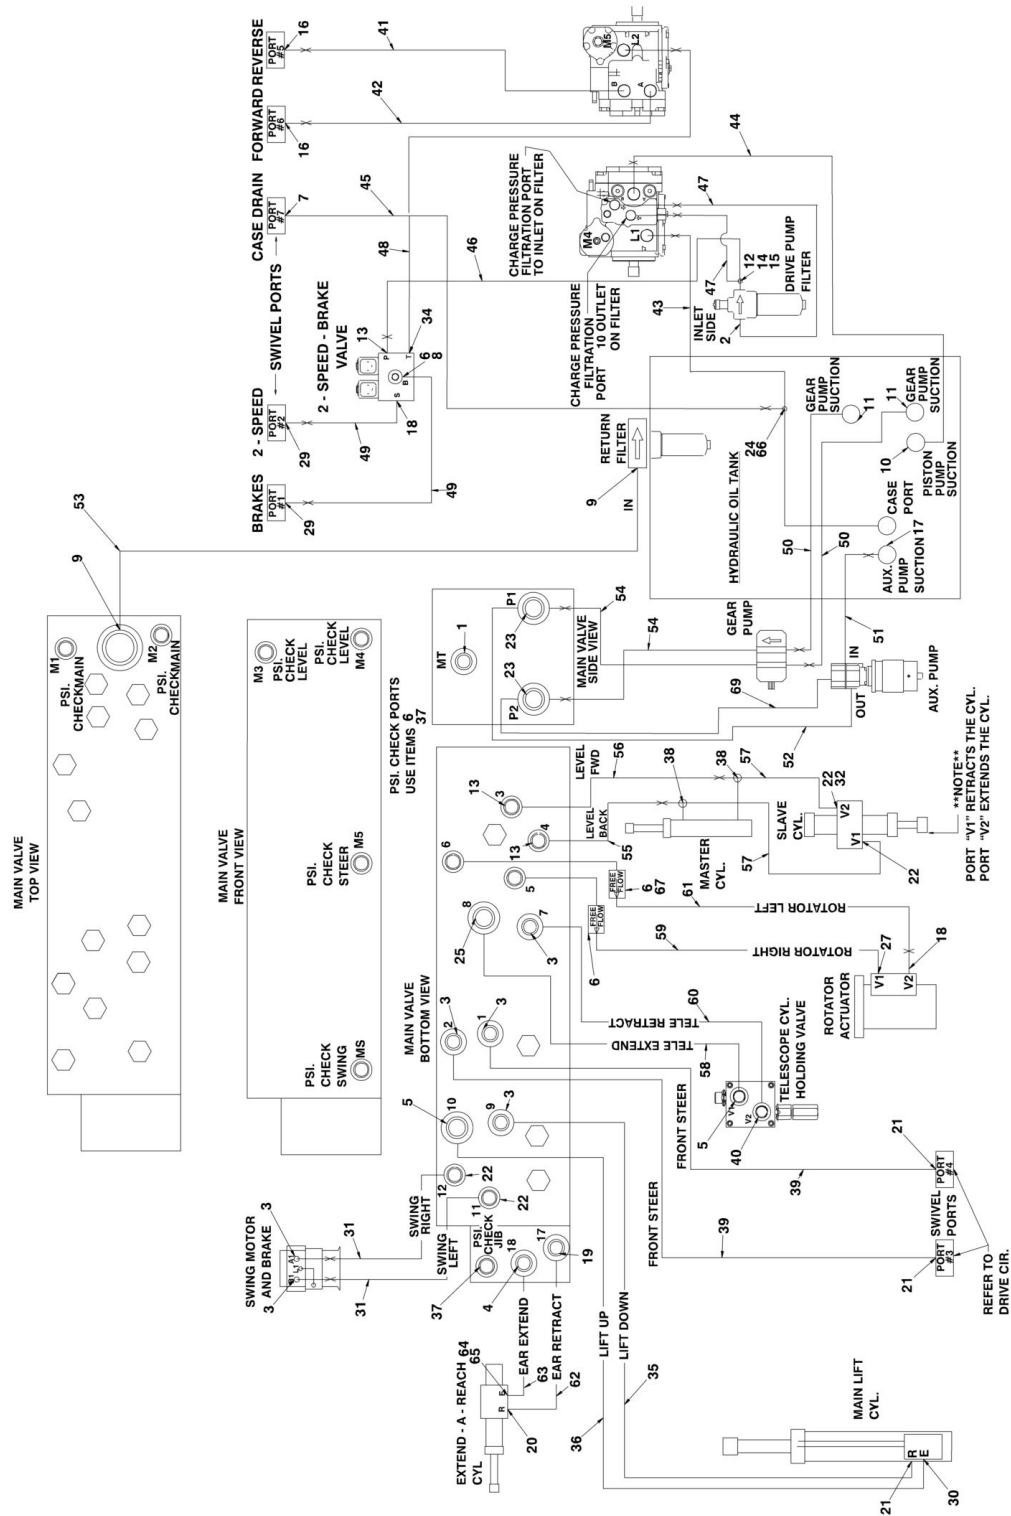 MAIN VALVE
TOP VIEW
M1
PSI.
CHECK
MAIN
M2
PSI.
CHECK
MAIN
9
53
MAIN VALVE
FRONT VIEW
M3
PSI.
CHECK
LEVEL
PSI.
CHECK
LEVEL
M4
PSI.
CHECK
STEER
M5
PSI.
CHECK
SWING
MS
PSI. CHECK PORTS
USE ITEMS 6
37
BRAKES
PORT
#1
29
2 - SPEED
PORT
#2
29
SWIVEL PORTS
CASE DRAIN
PORT
#7
7
FORWARD
PORT
#6
16
REVERSE
PORT
#5
16
41
42
45
48
46
49
49
2 - SPEED - BRAKE
VALVE
13
P
T
34
S
B
6
8
18
M5
L2
B
A
44
CHARGE PRESSURE
FILTRATION PORT
TO INLET ON FILTER
M4
L1
CHARGE PRESSURE
FILTRATION
PORT 10 OUTLET
ON FILTER
47
47
43
12
14
15
DRIVE PUMP
FILTER
INLET
SIDE
2
RETURN
FILTER
9
IN
HYDRAULIC OIL TANK
24
66
GEAR
PUMP
SUCTION
11
11
GEAR
PUMP
SUCTION
10
PISTON
PUMP
SUCTION
CASE
PORT
17
AUX.
PUMP
SUCTION
50
50
51
MT
1
P1
23
P2
23
MAIN VALVE
SIDE VIEW
54
54
GEAR
PUMP
69
52
IN
OUT
AUX. PUMP
MAIN VALVE
BOTTOM VIEW
13
3
4
13
6
5
8
25
7
3
3
2
1
3
5
10
9
3
12
22
11
22
PSI.
CHECK
JIB
37
18
4
17
19
LEVEL
FWD
56
LEVEL
BACK
55
38
38
57
57
MASTER
CYL.
SLAVE
CYL.
22
32
V2
V1
22
**NOTE**
PORT "V1" RETRACTS THE CYL.
PORT "V2" EXTENDS THE CYL.
FREE
FLOW
6
67
FREE
FLOW
6
61
59
ROTATOR LEFT
ROTATOR RIGHT
27
18
V1
V2
ROTATOR
ACTUATOR
60
TELE RETRACT
TELE EXTEND
58
TELESCOPE CYL.
HOLDING VALVE
V1
V2
5
40
FRONT STEER
FRONT STEER
39
39
21
PORT
#4
SWIVEL
PORTS
21
PORT
#3
REFER TO
DRIVE CIR.
SWING MOTOR
AND BRAKE
3
3
A1
L1
B1
31
31
SWING
RIGHT
SWING
LEFT
EXTEND - A - REACH
CYL
64
65
R
E
20
EAR EXTEND
63
EAR RETRACT
62
LIFT UP
LIFT DOWN
36
35
MAIN LIFT
CYL.
R
E
21
30